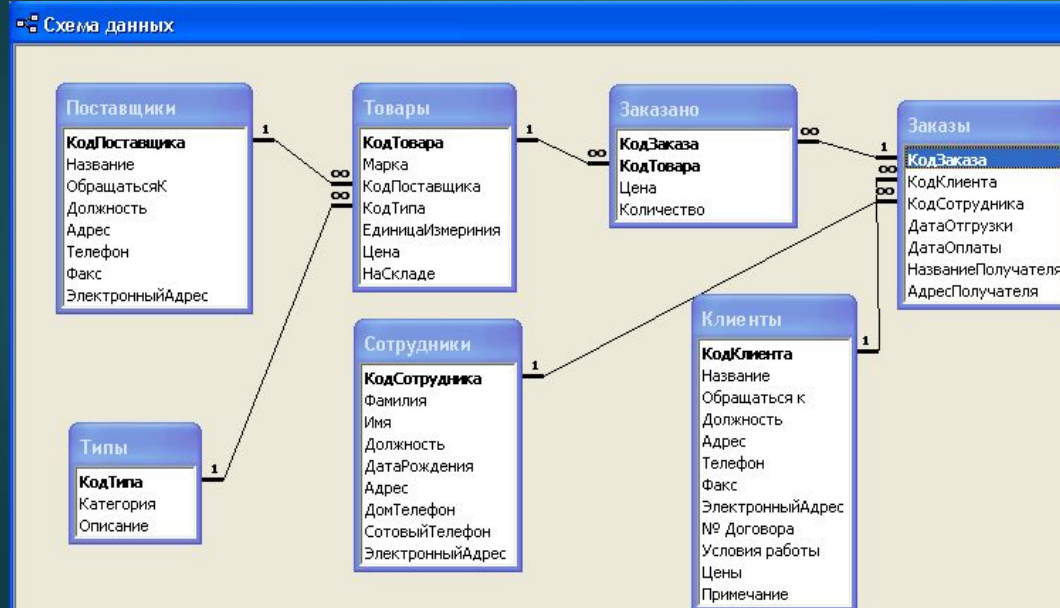 Схема данных
Поставщики
КодПоставщика
Название
ОбращатьсяК
Должность
Адрес
Телефон
Факс
ЭлектронныйАдрес
1
∞
∞
Товары
КодТовара
Марка
КодПоставщика
КодТипа
ЕдиницаИзмериния
Цена
НаСкладе
1
∞
Заказано
КодЗаказа
КодТовара
Цена
Количество
∞
1
∞
∞
Заказы
КодЗаказа
КодКлиента
КодСотрудника
ДатаОтгрузки
ДатаОплаты
НазваниеПолучателя
АдресПолучателя
Типы
КодТипа
Категория
Описание
1
Сотрудники
КодСотрудника
Фамилия
Имя
Должность
ДатаРождения
Адрес
ДомТелефон
СотовыйТелефон
ЭлектронныйАдрес
1
Клиенты
КодКлиента
Название
Обращаться к
Должность
Адрес
Телефон
Факс
ЭлектронныйАдрес
№ Договора
Условия работы
Цены
Примечание
1